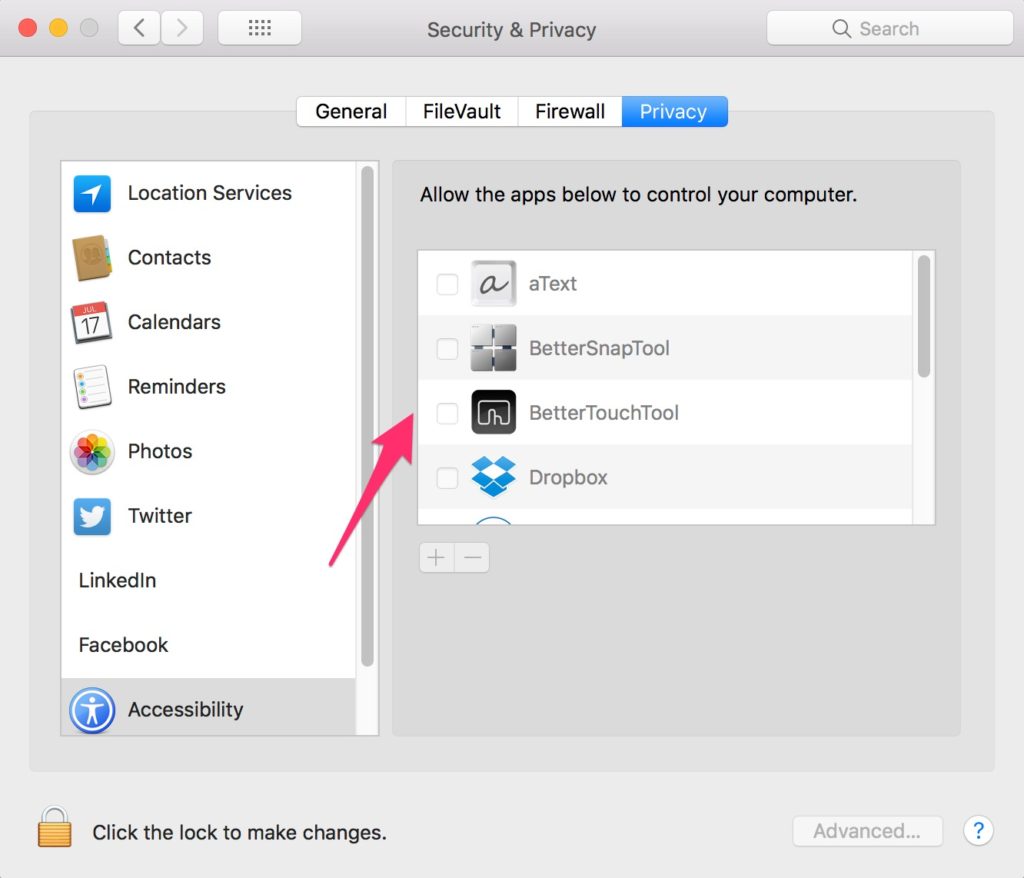 Security & Privacy
Search
General
FileVault
Firewall
Privacy
Location Services
Contacts
JUL
17
Calendars
Reminders
Photos
Twitter
LinkedIn
Facebook
Accessibility
Allow the apps below to control your computer.
a
aText
BetterSnapTool
BetterTouchTool
Dropbox
+
−
Click the lock to make changes.
Advanced...
?